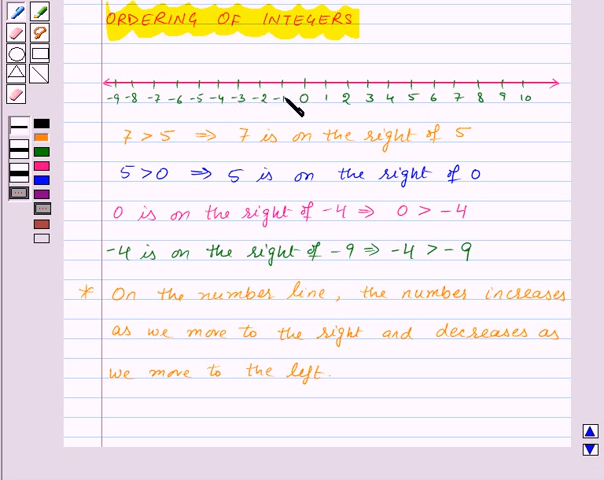 ORDERING OF INTEGERS
-9 -8 -7 -6 -5 -4 -3 -2 -1 0 1 2 3 4 5 6 7 8 9 10
7 > 5 ⇒ 7 is on the right of 5
5 > 0 ⇒ 5 is on the right of 0
0 is on the right of -4 ⇒ 0 > -4
-4 is on the right of -9 ⇒ -4 > -9
* On the number line, the number increases
as we move to the right and decreases as
we move to the left.